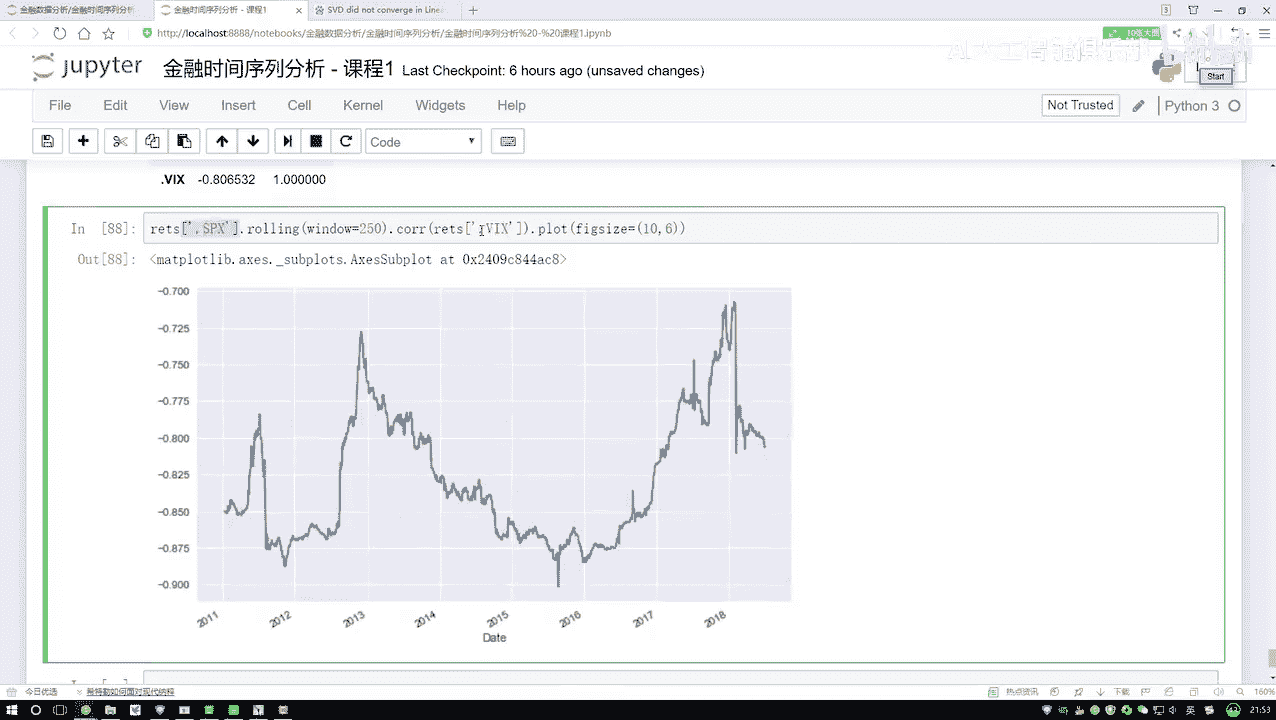 金融数据分析/金融时间序列分析
金融时间序列分析 - 课程1
SVD did not converge in Linea
http://localhost:8888/notebooks/金融数据分析/金融时间序列分析/金融时间序列分析%20-%20课程1.ipynb
jupyter 金融时间序列分析 - 课程1 Last Checkpoint: 6 hours ago (unsaved changes)
Start
File Edit View Insert Cell Kernel Widgets Help
Not Trusted Python 3
Code
.VIX -0.806532 1.000000
In [88]: rets['.SPX'].rolling(window=250).corr(rets['.VIX']).plot(figsize=(10,6))
Out[88]: <matplotlib.axes._subplots.AxesSubplot at 0x2409c844ac8>
−0.700
−0.725
−0.750
−0.775
−0.800
−0.825
−0.850
−0.875
−0.900
2011 2012 2013 2014 2015 2016 2017 2018
Date
今日优选
热点资讯 下载 160%
21:53